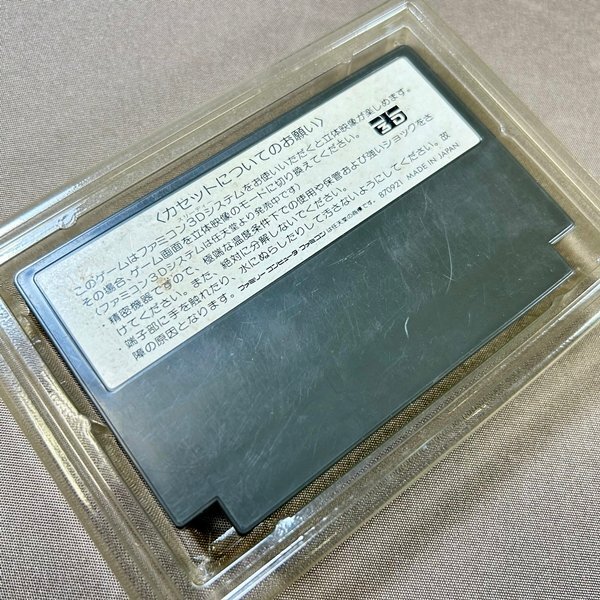 〈カセットについてのお願い〉
このゲームはファミコン3Dシステムをお使いいただくと立体映像が楽しめます。
その場合、ゲーム画面を立体映像のモードに切り換えてください。
(ファミコン3Dシステムは任天堂より発売中です)
3D
・精密機器ですので、極端な温度条件下での使用や保管および強いショックをさ
けてください。また、絶対に分解しないでください。
・端子部に手を触れたり、水にぬらしたりして汚さないようにしてください。故
障の原因となります。
ファミリーコンピュータ ファミコンは任天堂の商標です。 870921 MADE IN JAPAN